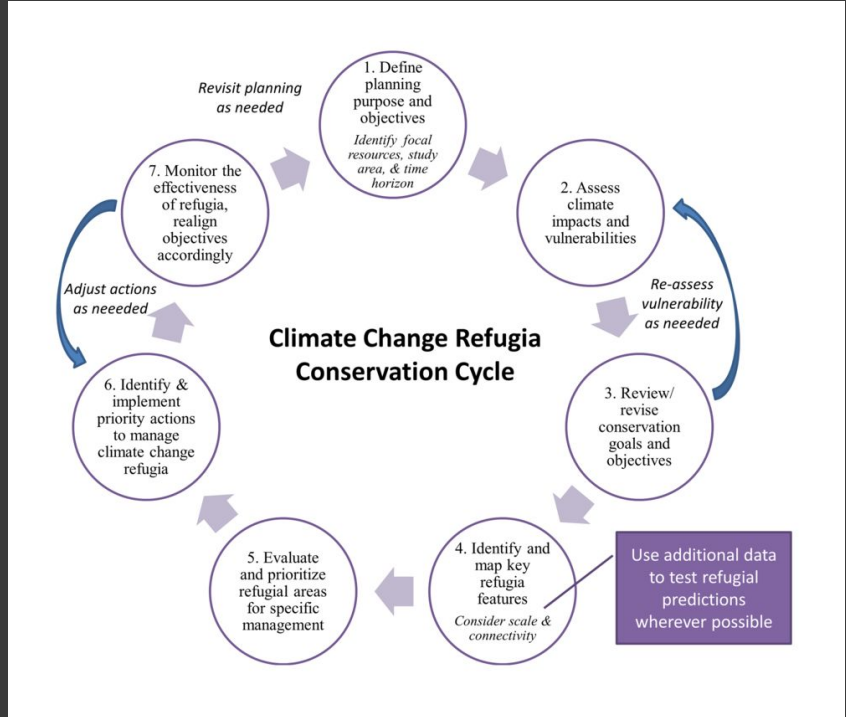 Revisit planning
as needed
1. Define
planning
purpose and
objectives
Identify focal
resources, study
area, & time
horizon
2. Assess
climate
impacts and
vulnerabilities
Re-assess
vulnerability
as neeeded
3. Review/
revise
conservation
goals and
objectives
4. Identify and
map key
refugia
features
Consider scale &
connectivity
Use additional data
to test refugial
predictions
wherever possible
5. Evaluate
and prioritize
refugial areas
for specific
management
6. Identify &
implement
priority actions
to manage
climate change
refugia
Adjust actions
as neeeded
7. Monitor the
effectiveness
of refugia,
realign
objectives
accordingly
Climate Change Refugia
Conservation Cycle